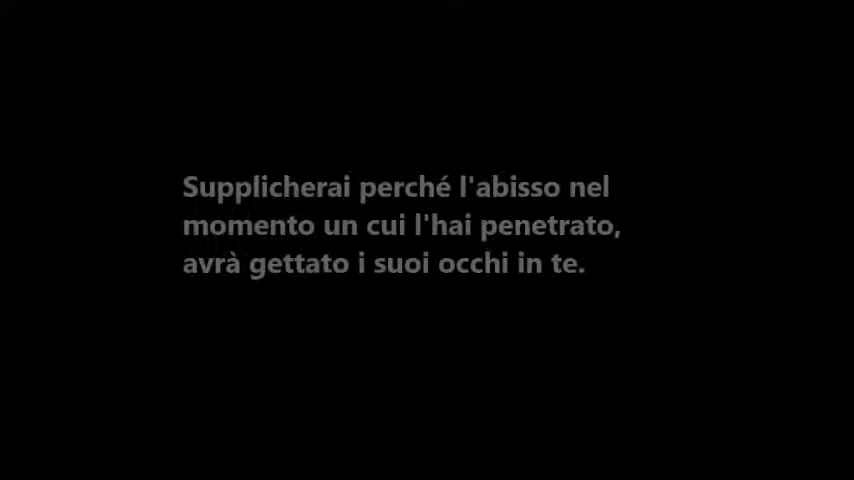 Supplicherai perché l'abisso nel
momento un cui l'hai penetrato,
avrà gettato i suoi occhi in te.